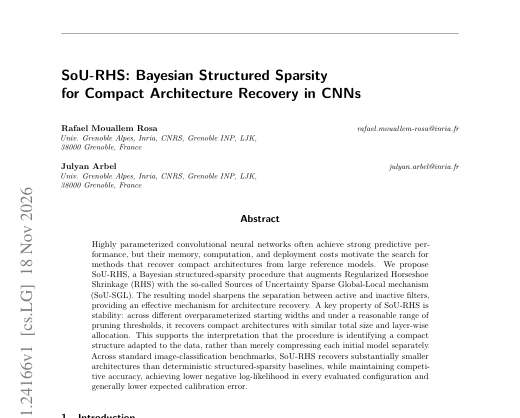 SoU-RHS: Bayesian Structured Sparsity
for Compact Architecture Recovery in CNNs
Rafael Mouallem Rosa rafael.mouallem-rosa@inria.fr
Univ. Grenoble Alpes, Inria, CNRS, Grenoble INP, LJK,
38000 Grenoble, France
Julyan Arbel julyan.arbel@inria.fr
Univ. Grenoble Alpes, Inria, CNRS, Grenoble INP, LJK,
38000 Grenoble, France
Abstract
Highly parameterized convolutional neural networks often achieve strong predictive per-
formance, but their memory, computation, and deployment costs motivate the search for
methods that recover compact architectures from large reference models. We propose
SoU-RHS, a Bayesian structured-sparsity procedure that augments Regularized Horseshoe
Shrinkage (RHS) with the so-called Sources of Uncertainty Sparse Global-Local mechanism
(SoU-SGL). The resulting model sharpens the separation between active and inactive filters,
providing an effective mechanism for architecture recovery. A key property of SoU-RHS is
stability: across different overparameterized starting widths and under a reasonable range of
pruning thresholds, it recovers compact architectures with similar total size and layer-wise
allocation. This supports the interpretation that the procedure is identifying a compact
structure adapted to the data, rather than merely compressing each initial model separately.
Across standard image-classification benchmarks, SoU-RHS recovers substantially smaller
architectures than deterministic structured-sparsity baselines, while maintaining competi-
tive accuracy, achieving lower negative log-likelihood in every evaluated configuration and
generally lower expected calibration error.
1.24166v1 [cs.LG] 18 Nov 2026
1 Introduction